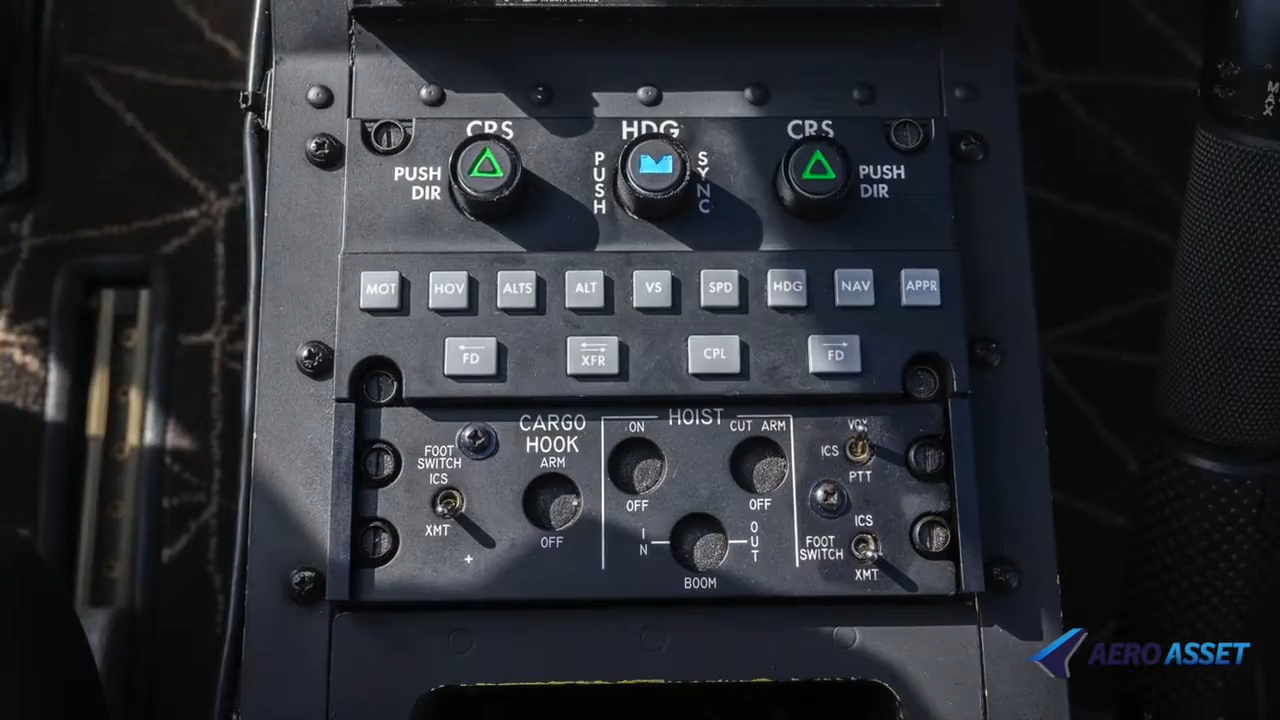 CRS
HDG
CRS
PUSH
DIR
PUSH
SYNC
PUSH
DIR
MOT
HOV
ALTS
ALT
VS
SPD
HDG
NAV
APPR
FD
XFR
CPL
FD
CARGO
HOOK
ARM
OFF
FOOT
SWITCH
ICS
XMT
HOIST
ON
OFF
CUT ARM
OFF
IN
OUT
BOOM
VOX
ICS
PTT
ICS
FOOT
SWITCH
XMT
MAX
AERO ASSET